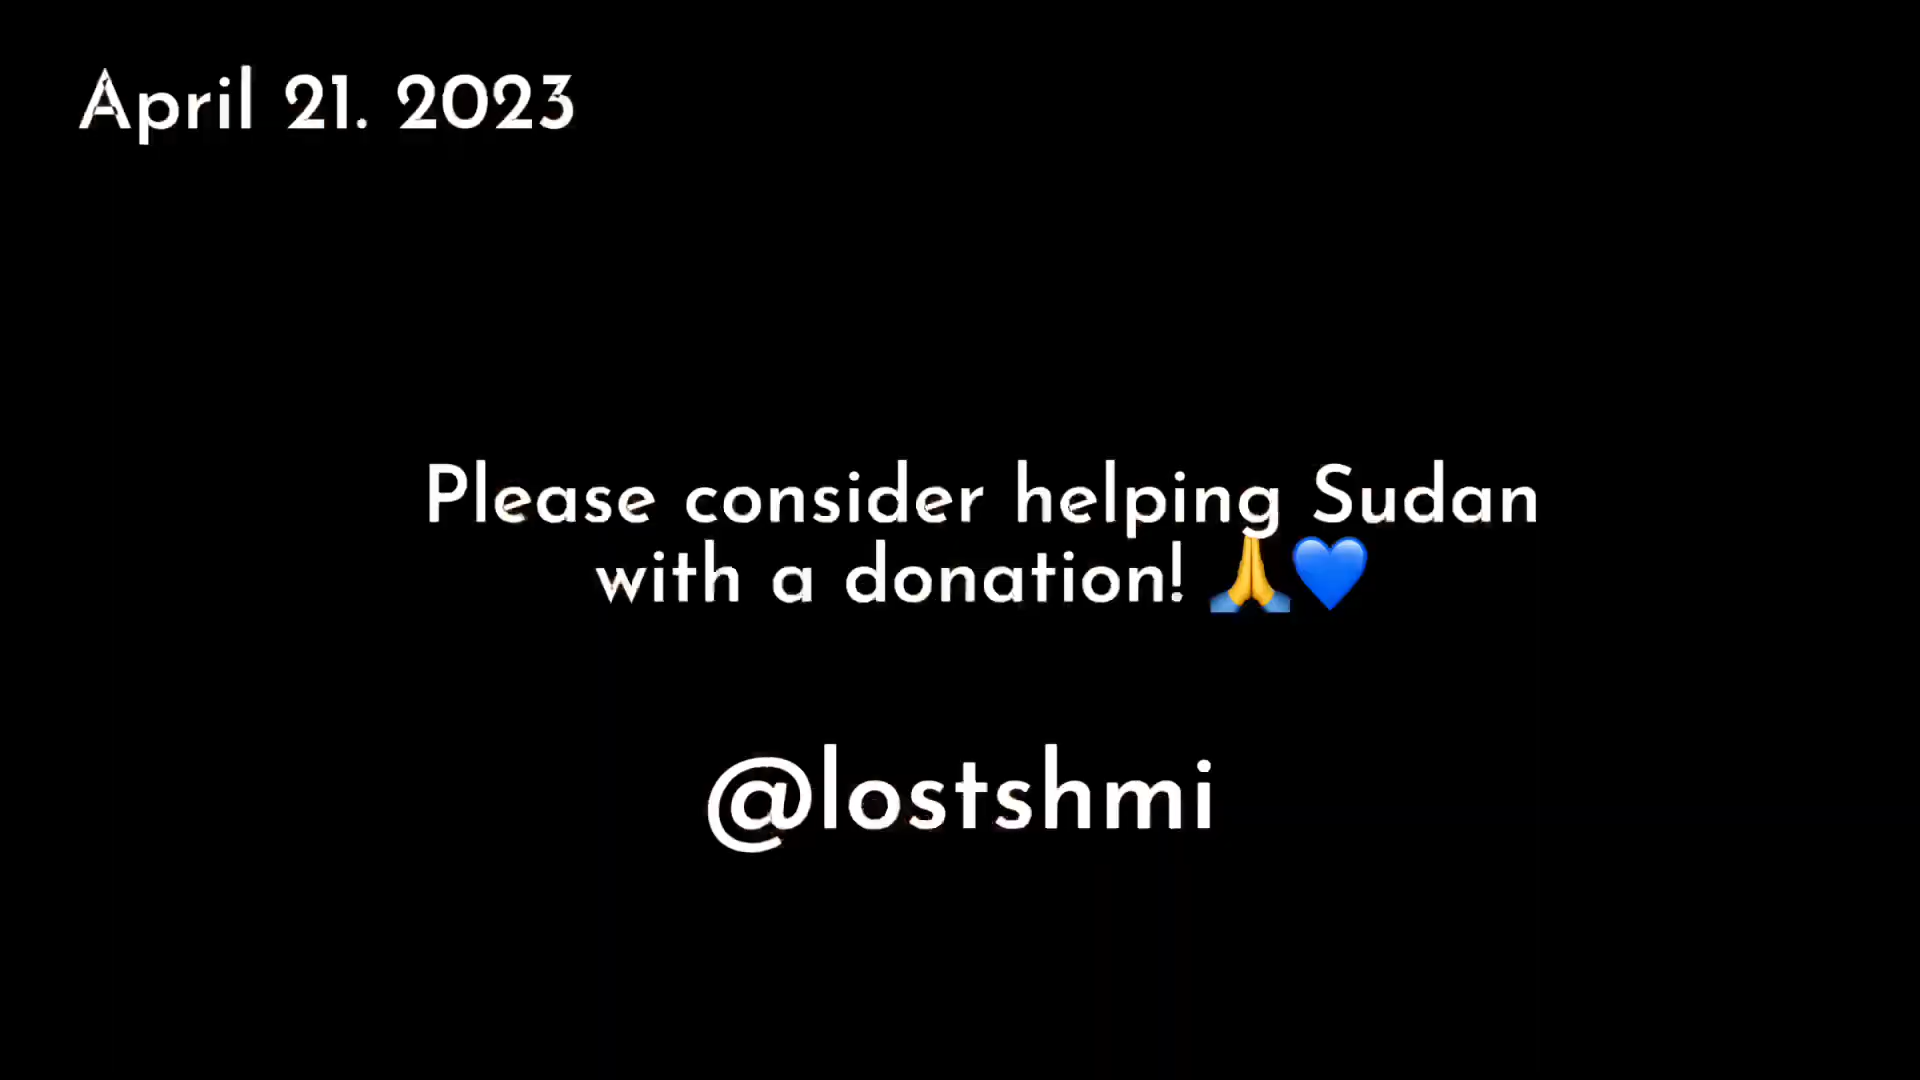 April 21. 2023
Please consider helping Sudan
with a donation! 🙏💙
@lostshmi